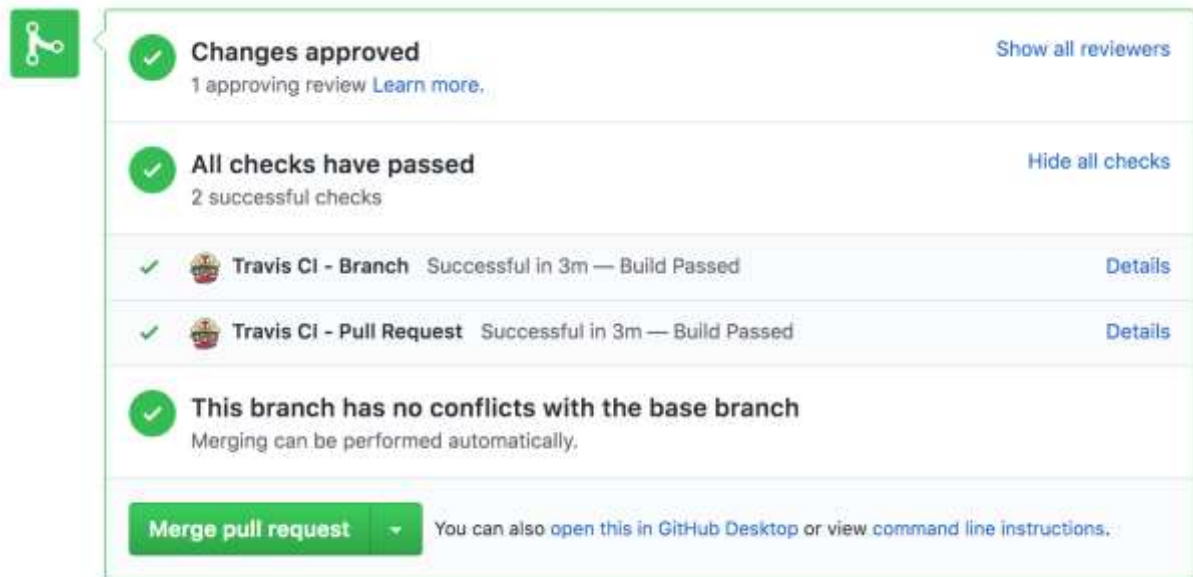 Changes approved
Show all reviewers
1 approving review Learn more.
All checks have passed
Hide all checks
2 successful checks
Travis CI - Branch Successful in 3m — Build Passed
Details
Travis CI - Pull Request Successful in 3m — Build Passed
Details
This branch has no conflicts with the base branch
Merging can be performed automatically.
Merge pull request
You can also open this in GitHub Desktop or view command line instructions.